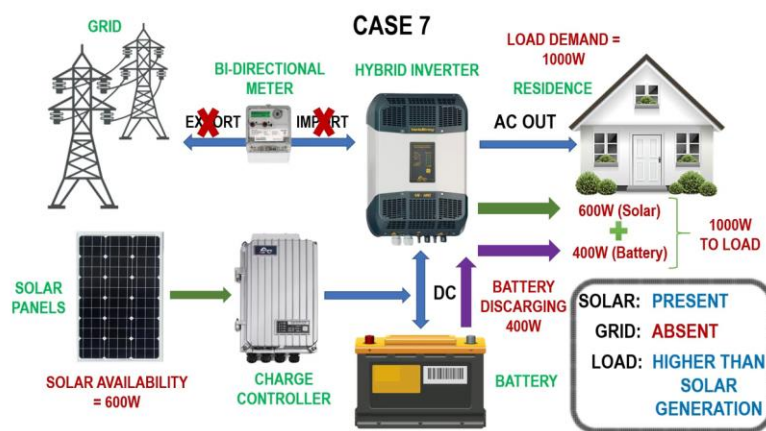 CASE 7
GRID
BI-DIRECTIONAL
METER
HYBRID INVERTER
LOAD DEMAND =
1000W
RESIDENCE
EXPORT
IMPORT
AC OUT
600W (Solar)
+
400W (Battery)
1000W
TO LOAD
SOLAR
PANELS
SOLAR AVAILABILITY
= 600W
CHARGE
CONTROLLER
DC
BATTERY
DISCARGING
400W
BATTERY
SOLAR: PRESENT
GRID: ABSENT
LOAD: HIGHER THAN
SOLAR
GENERATION